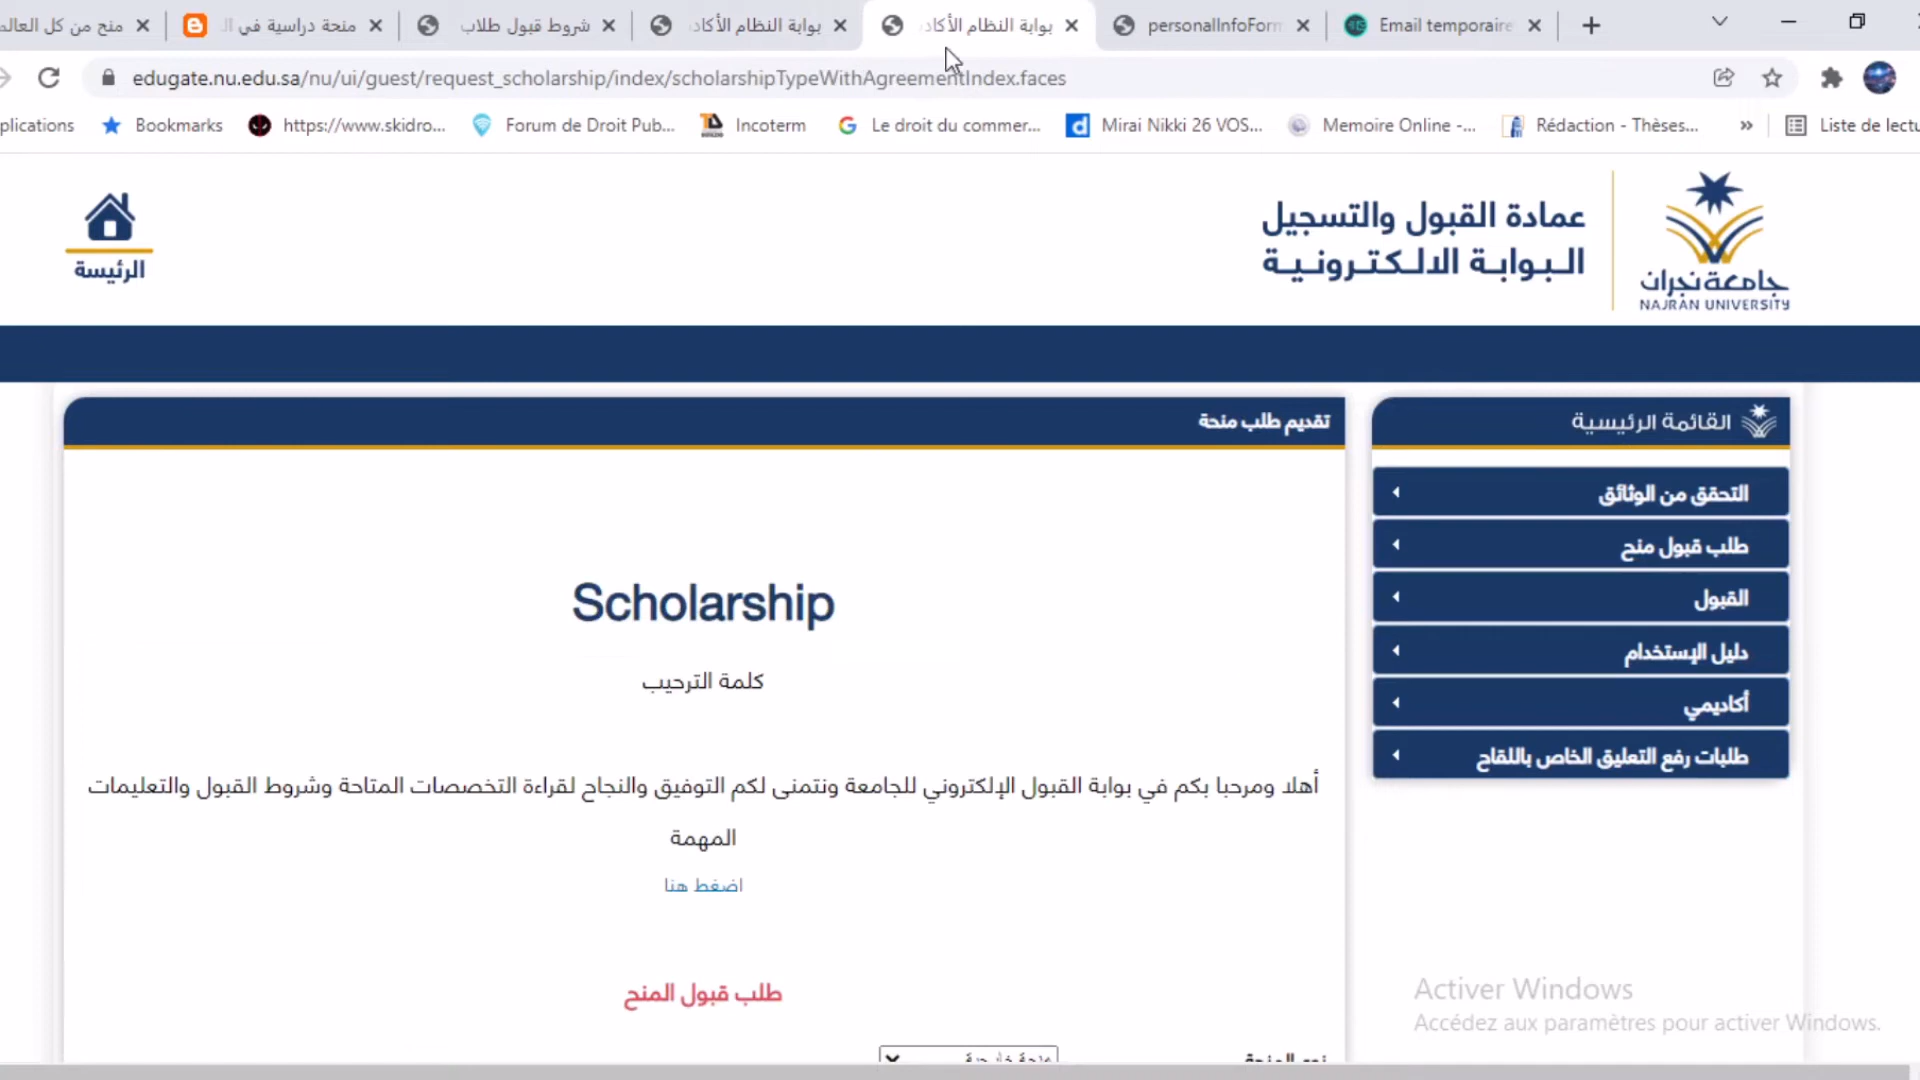 منح من كل العالم
منحة دراسية في ال
شروط قبول طلاب
بوابة النظام الأكاد
بوابة النظام الأكاد
personalInfoForm
Email temporaire
edugate.nu.edu.sa/nu/ui/guest/request_scholarship/index/scholarshipTypeWithAgreementIndex.faces
plications
Bookmarks
https://www.skidro...
Forum de Droit Pub...
Incoterm
Le droit du commer...
Mirai Nikki 26 VOS...
Memoire Online -...
Rédaction - Thèses...
»
Liste de lectu
جامعة نجران
NAJRAN UNIVERSITY
عمادة القبول والتسجيل
البوابة الالكترونية
الرئيسة
القائمة الرئيسية
التحقق من الوثائق
طلب قبول منح
القبول
دليل الإستخدام
أكاديمي
طلبات رفع التعليق الخاص باللقاح
تقديم طلب منحة
Scholarship
كلمة الترحيب
أهلا ومرحبا بكم في بوابة القبول الإلكتروني للجامعة ونتمنى لكم التوفيق والنجاح لقراءة التخصصات المتاحة وشروط القبول والتعليمات
المهمة
اضغط هنا
طلب قبول المنح
نوع المنحة
منحة خارجية
Activer Windows
Accédez aux paramètres pour activer Windows.